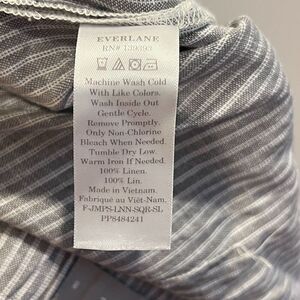 EVERLANE
RN# 139393
Machine Wash Cold
With Like Colors.
Wash Inside Out
Gentle Cycle.
Remove Promptly.
Only Non-Chlorine
Bleach When Needed.
Tumble Dry Low.
Warm Iron If Needed.
100% Linen.
100% Lin.
Made in Vietnam.
Fabriqué au Viêt-Nam.
F-JMPS-LNN-SQR-SL
PP8484241